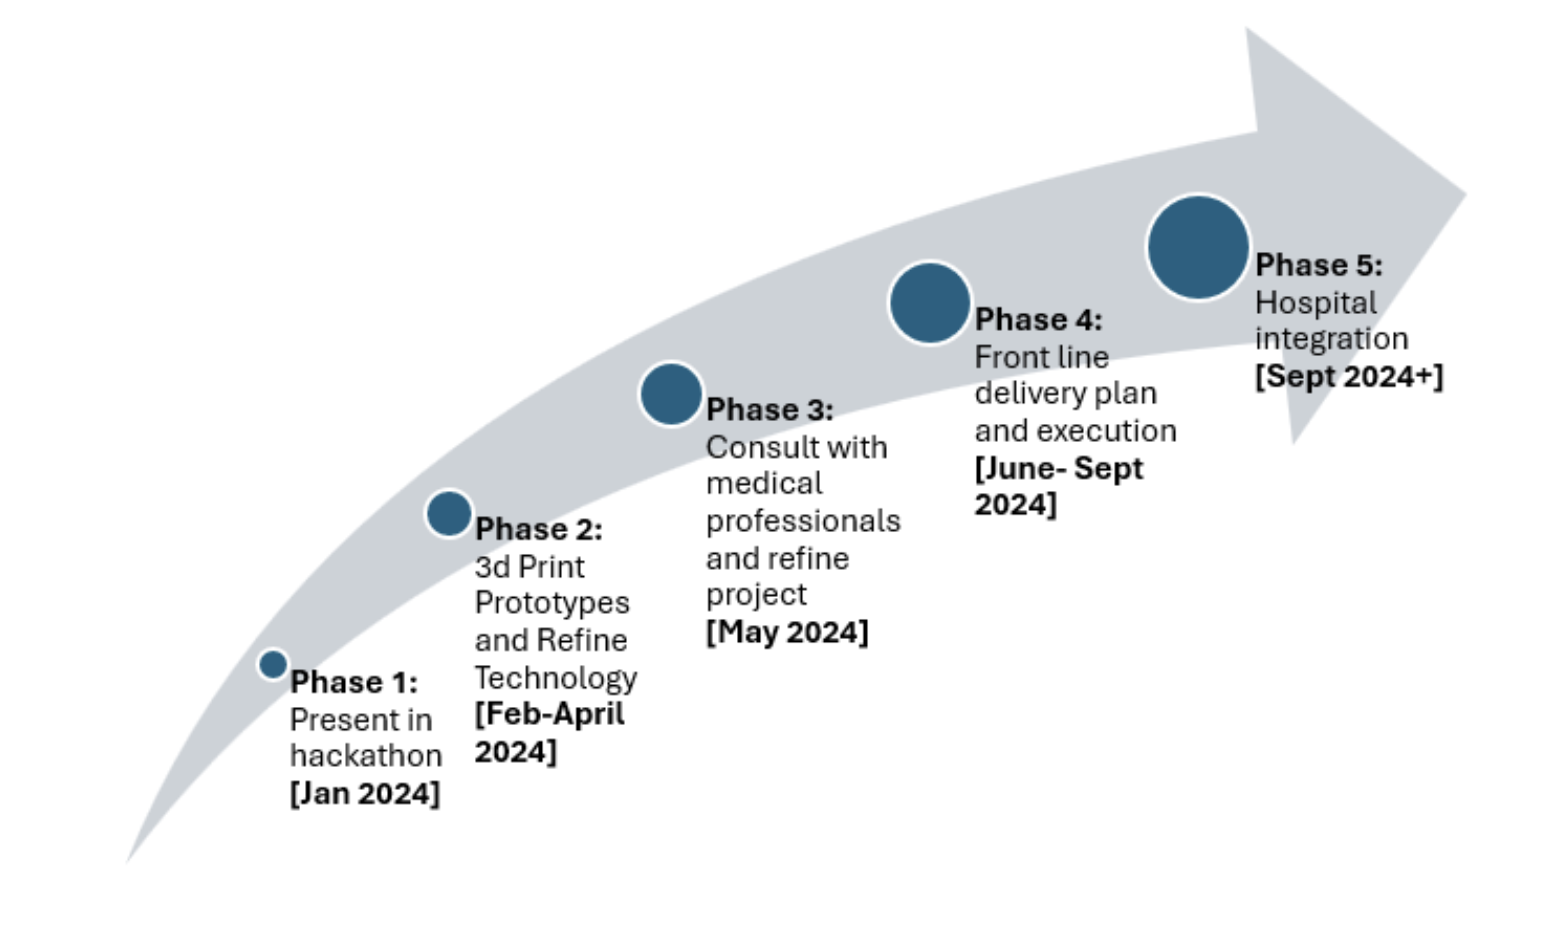 Phase 1:
Present in
hackathon
[Jan 2024]
Phase 2:
3d Print
Prototypes
and Refine
Technology
[Feb-April
2024]
Phase 3:
Consult with
medical
professionals
and refine
project
[May 2024]
Phase 4:
Front line
delivery plan
and execution
[June- Sept
2024]
Phase 5:
Hospital
integration
[Sept 2024+]